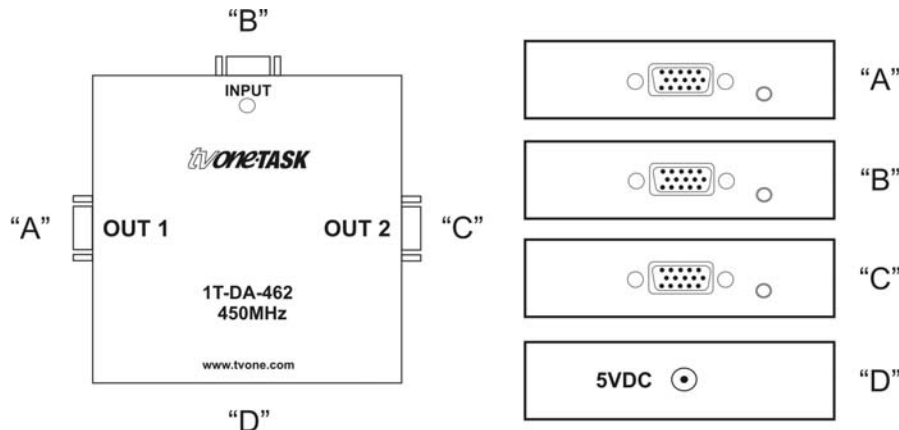 “B”
INPUT
tvone-TASK
“A”
OUT 1
OUT 2
“C”
1T-DA-462
450MHz
www.tvone.com
“D”
“A”
“B”
“C”
5VDC
“D”